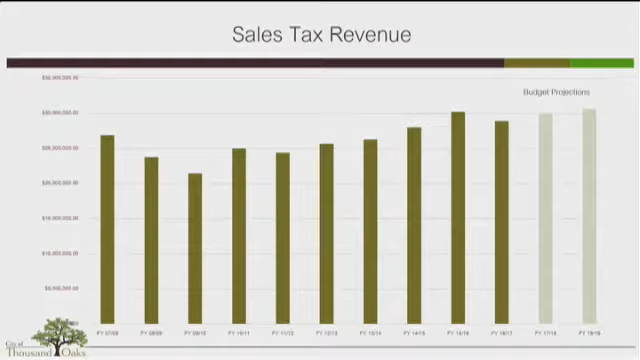 Sales Tax Revenue
Budget Projections
$35,000,000.00
$30,000,000.00
$25,000,000.00
$20,000,000.00
$15,000,000.00
$10,000,000.00
$5,000,000.00
FY 07/08 FY 08/09 FY 09/10 FY 10/11 FY 11/12 FY 12/13 FY 13/14 FY 14/15 FY 15/16 FY 16/17 FY 17/18 FY 18/19
City of
Thousand Oaks